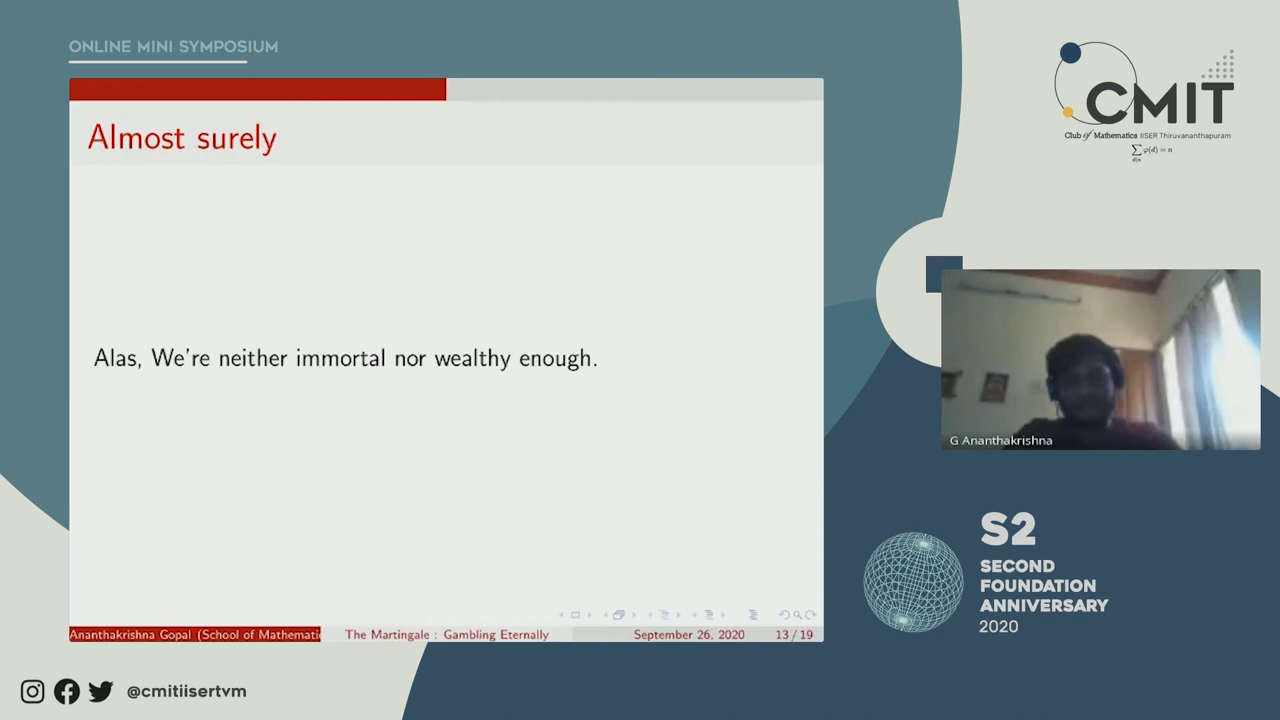 ONLINE MINI SYMPOSIUM
CMIT
Club of Mathematics IISER Thiruvananthapuram
∑ φ(d) = n
d|n
Almost surely
Alas, We're neither immortal nor wealthy enough.
G Ananthakrishna
S2
SECOND
FOUNDATION
ANNIVERSARY
2020
Ananthakrishna Gopal (School of Mathemati
The Martingale : Gambling Eternally
September 26, 2020
13 / 19
@cmitiisertvm